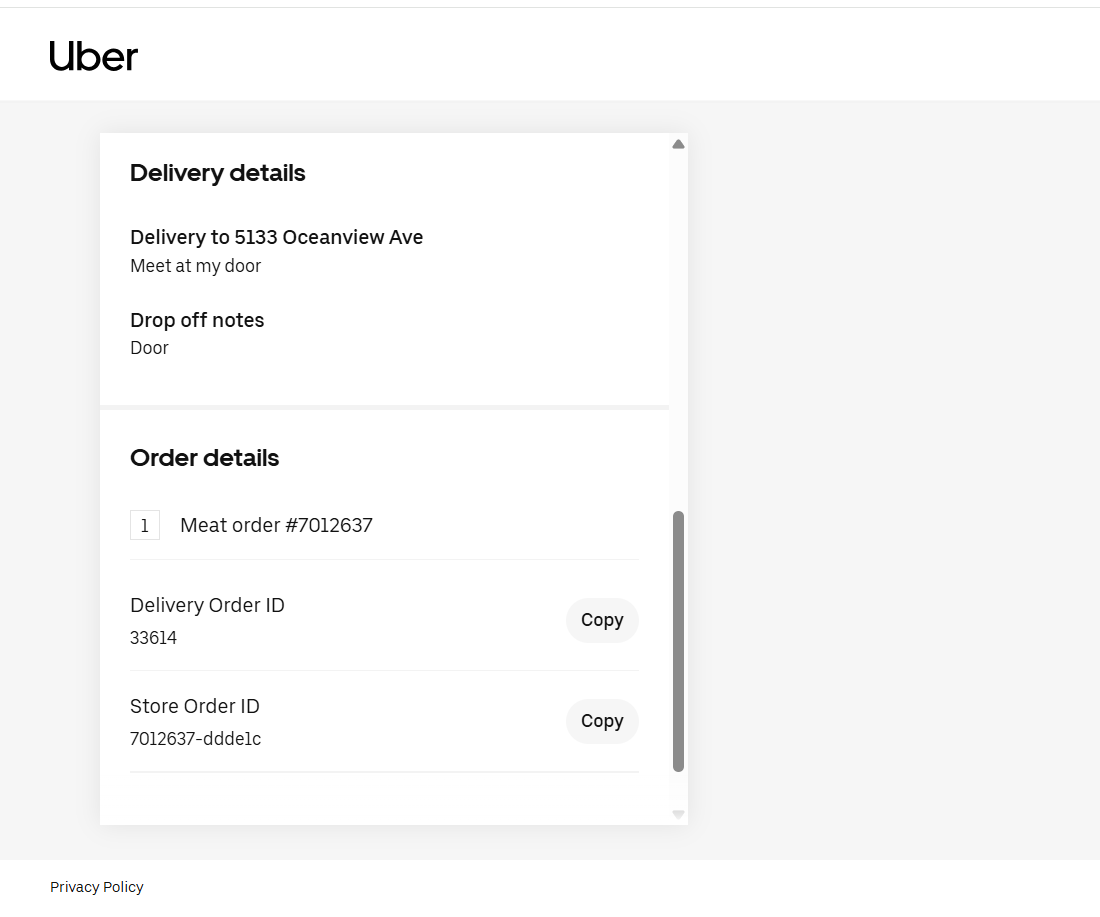 Uber
Delivery details
Delivery to 5133 Oceanview Ave
Meet at my door
Drop off notes
Door
Order details
1 Meat order #7012637
Delivery Order ID
33614
Copy
Store Order ID
7012637-ddde1c
Copy
Privacy Policy